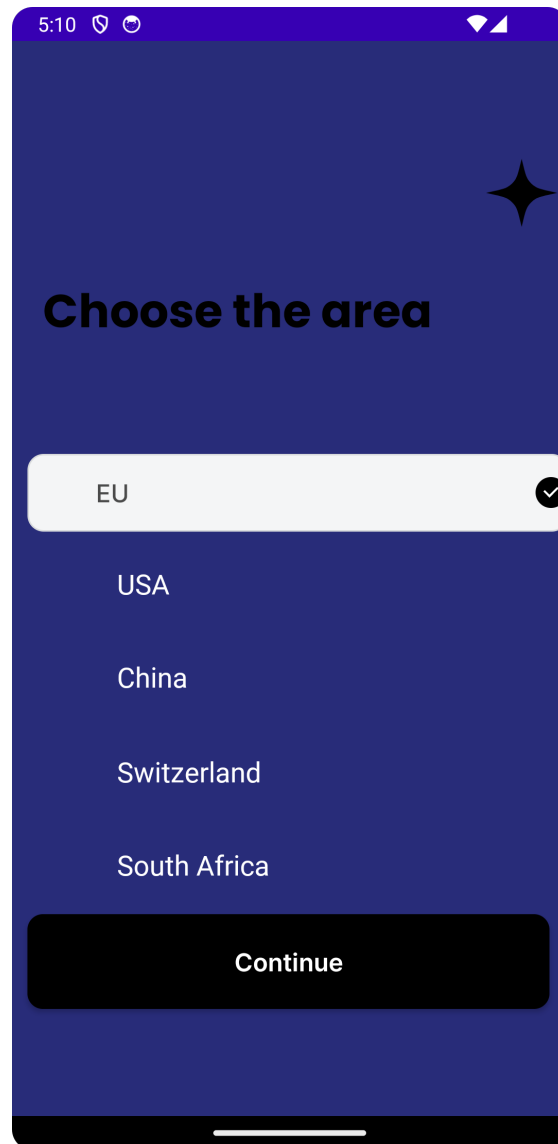 5:10
Choose the area
EU
USA
China
Switzerland
South Africa
Continue